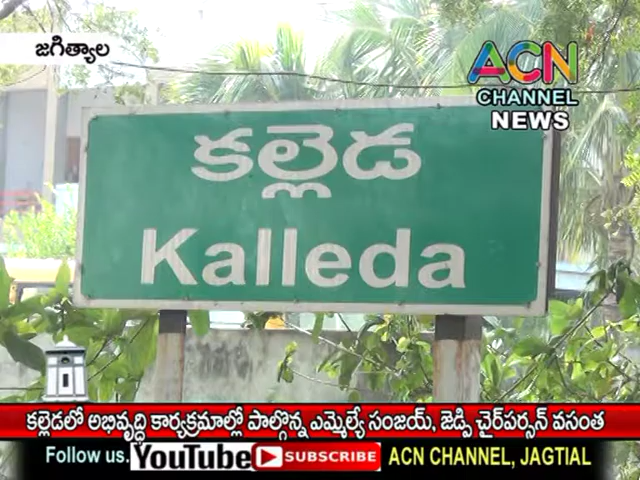 జగిత్యాల
ACN
CHANNEL
NEWS
కల్లెడ
Kalleda
కల్లెడలో అభివృద్ధి కార్యక్రమాల్లో పాల్గొన్న ఎమ్మెల్యే సంజయ్, జెడ్పి చైర్‌పర్సన్ వసంత
Follow us. YouTube SUBSCRIBE ACN CHANNEL, JAGTIAL